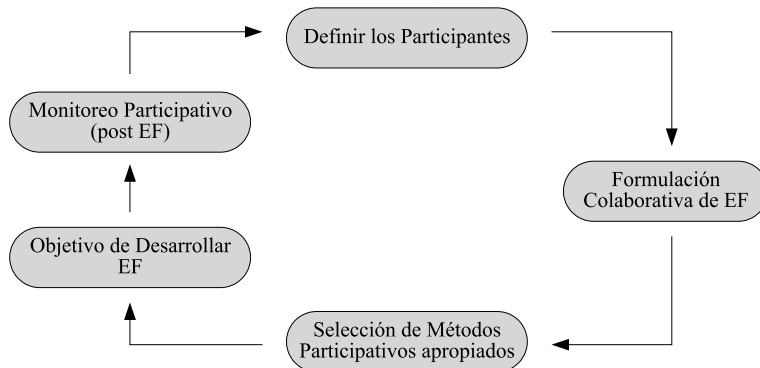 Definir los Participantes
Monitoreo Participativo
(post EF)
Formulación
Colaborativa de EF
Objetivo de Desarrollar
EF
Selección de Métodos
Participativos apropiados